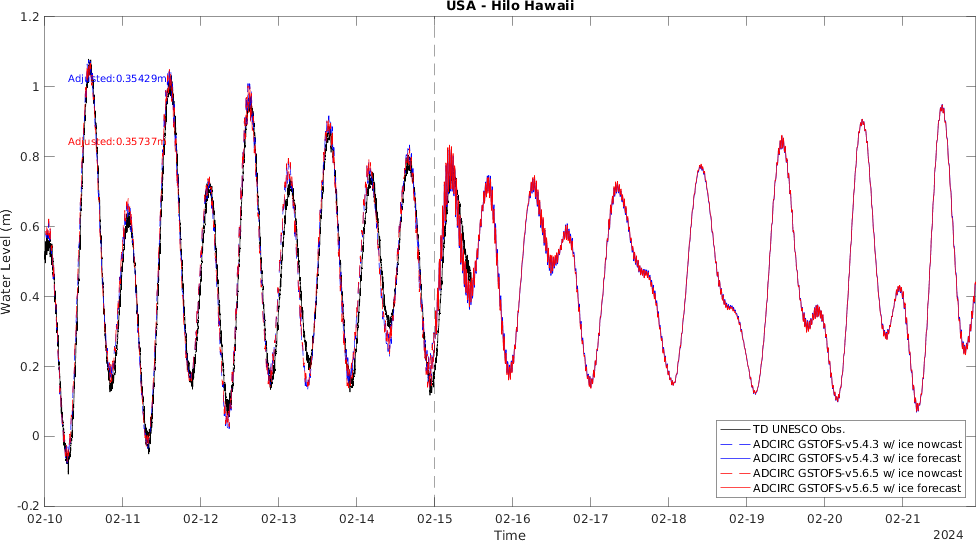 USA - Hilo Hawaii
1.2
1
0.8
0.6
0.4
0.2
0
-0.2
Water Level (m)
Adjusted:0.35429m
Adjusted:0.35737m
TD UNESCO Obs.
ADCIRC GSTOFS-v5.4.3 w/ ice nowcast
ADCIRC GSTOFS-v5.4.3 w/ ice forecast
ADCIRC GSTOFS-v5.6.5 w/ ice nowcast
ADCIRC GSTOFS-v5.6.5 w/ ice forecast
02-10 02-11 02-12 02-13 02-14 02-15 02-16 02-17 02-18 02-19 02-20 02-21
Time
2024